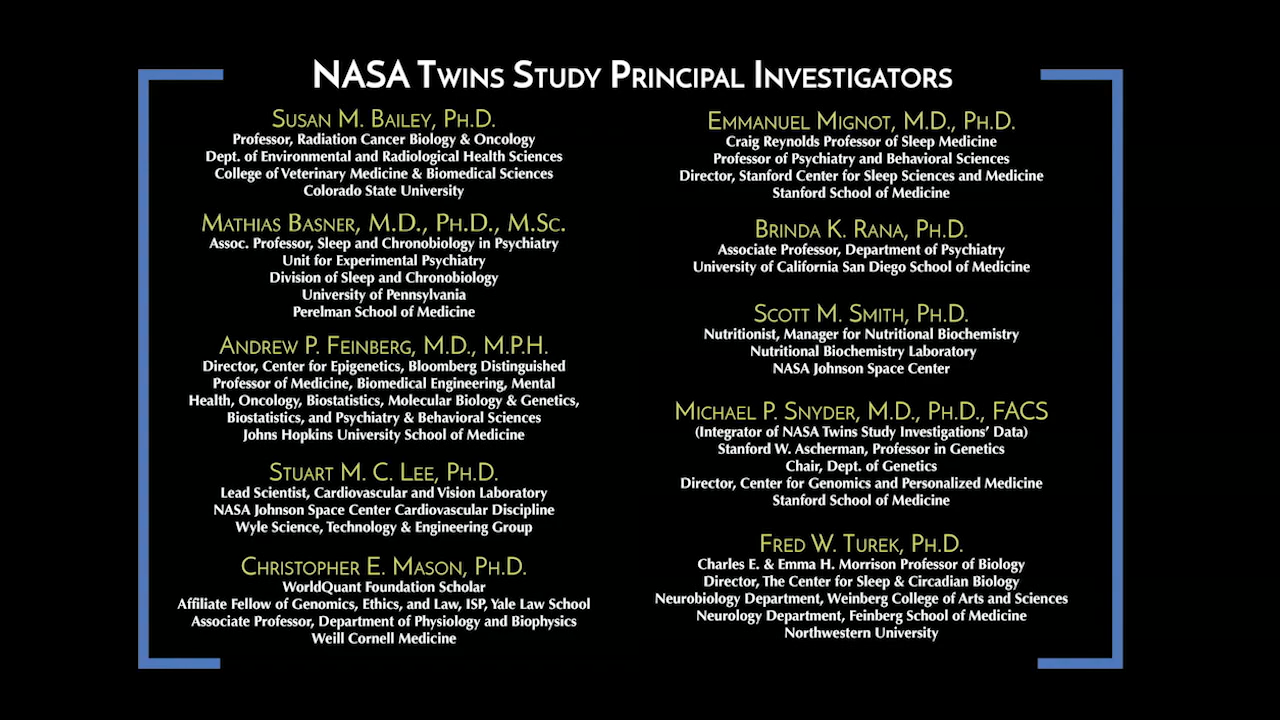 NASA Twins Study Principal Investigators
Susan M. Bailey, Ph.D.
Professor, Radiation Cancer Biology & Oncology
Dept. of Environmental and Radiological Health Sciences
College of Veterinary Medicine & Biomedical Sciences
Colorado State University
Mathias Basner, M.D., Ph.D., M.Sc.
Assoc. Professor, Sleep and Chronobiology in Psychiatry
Unit for Experimental Psychiatry
Division of Sleep and Chronobiology
University of Pennsylvania
Perelman School of Medicine
Andrew P. Feinberg, M.D., M.P.H.
Director, Center for Epigenetics, Bloomberg Distinguished
Professor of Medicine, Biomedical Engineering, Mental
Health, Oncology, Biostatistics, Molecular Biology & Genetics,
Biostatistics, and Psychiatry & Behavioral Sciences
Johns Hopkins University School of Medicine
Stuart M. C. Lee, Ph.D.
Lead Scientist, Cardiovascular and Vision Laboratory
NASA Johnson Space Center Cardiovascular Discipline
Wyle Science, Technology & Engineering Group
Christopher E. Mason, Ph.D.
WorldQuant Foundation Scholar
Affiliate Fellow of Genomics, Ethics, and Law, ISP, Yale Law School
Associate Professor, Department of Physiology and Biophysics
Weill Cornell Medicine
Emmanuel Mignot, M.D., Ph.D.
Craig Reynolds Professor of Sleep Medicine
Professor of Psychiatry and Behavioral Sciences
Director, Stanford Center for Sleep Sciences and Medicine
Stanford School of Medicine
Brinda K. Rana, Ph.D.
Associate Professor, Department of Psychiatry
University of California San Diego School of Medicine
Scott M. Smith, Ph.D.
Nutritionist, Manager for Nutritional Biochemistry
Nutritional Biochemistry Laboratory
NASA Johnson Space Center
Michael P. Snyder, M.D., Ph.D., FACS
(Integrator of NASA Twins Study Investigations’ Data)
Stanford W. Ascherman, Professor in Genetics
Chair, Dept. of Genetics
Director, Center for Genomics and Personalized Medicine
Stanford School of Medicine
Fred W. Turek, Ph.D.
Charles E. & Emma H. Morrison Professor of Biology
Director, The Center for Sleep & Circadian Biology
Neurobiology Department, Weinberg College of Arts and Sciences
Neurology Department, Feinberg School of Medicine
Northwestern University